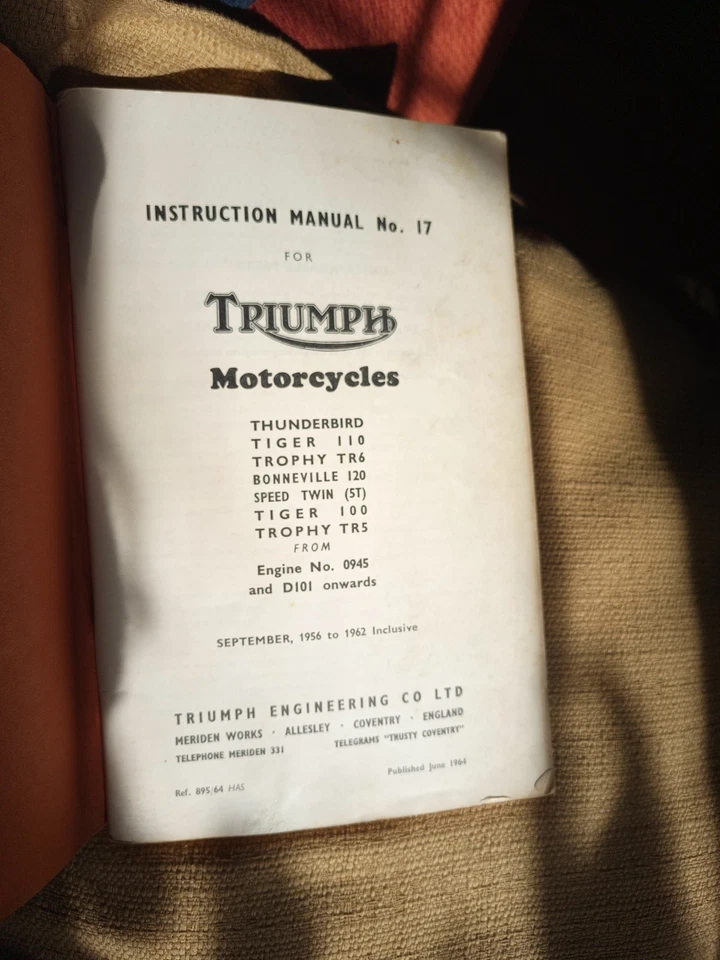 INSTRUCTION MANUAL No. 17
FOR
TRIUMPH
Motorcycles
THUNDERBIRD
TIGER 110
TROPHY TR6
BONNEVILLE 120
SPEED TWIN (5T)
TIGER 100
TROPHY TR5
FROM
Engine No. 0945
and D101 onwards
SEPTEMBER, 1956 to 1962 Inclusive
TRIUMPH ENGINEERING CO LTD
MERIDEN WORKS · ALLESLEY · COVENTRY · ENGLAND
TELEPHONE MERIDEN 331 TELEGRAMS "TRUSTY COVENTRY"
Published June 1964
Ref. 895/64 HAS